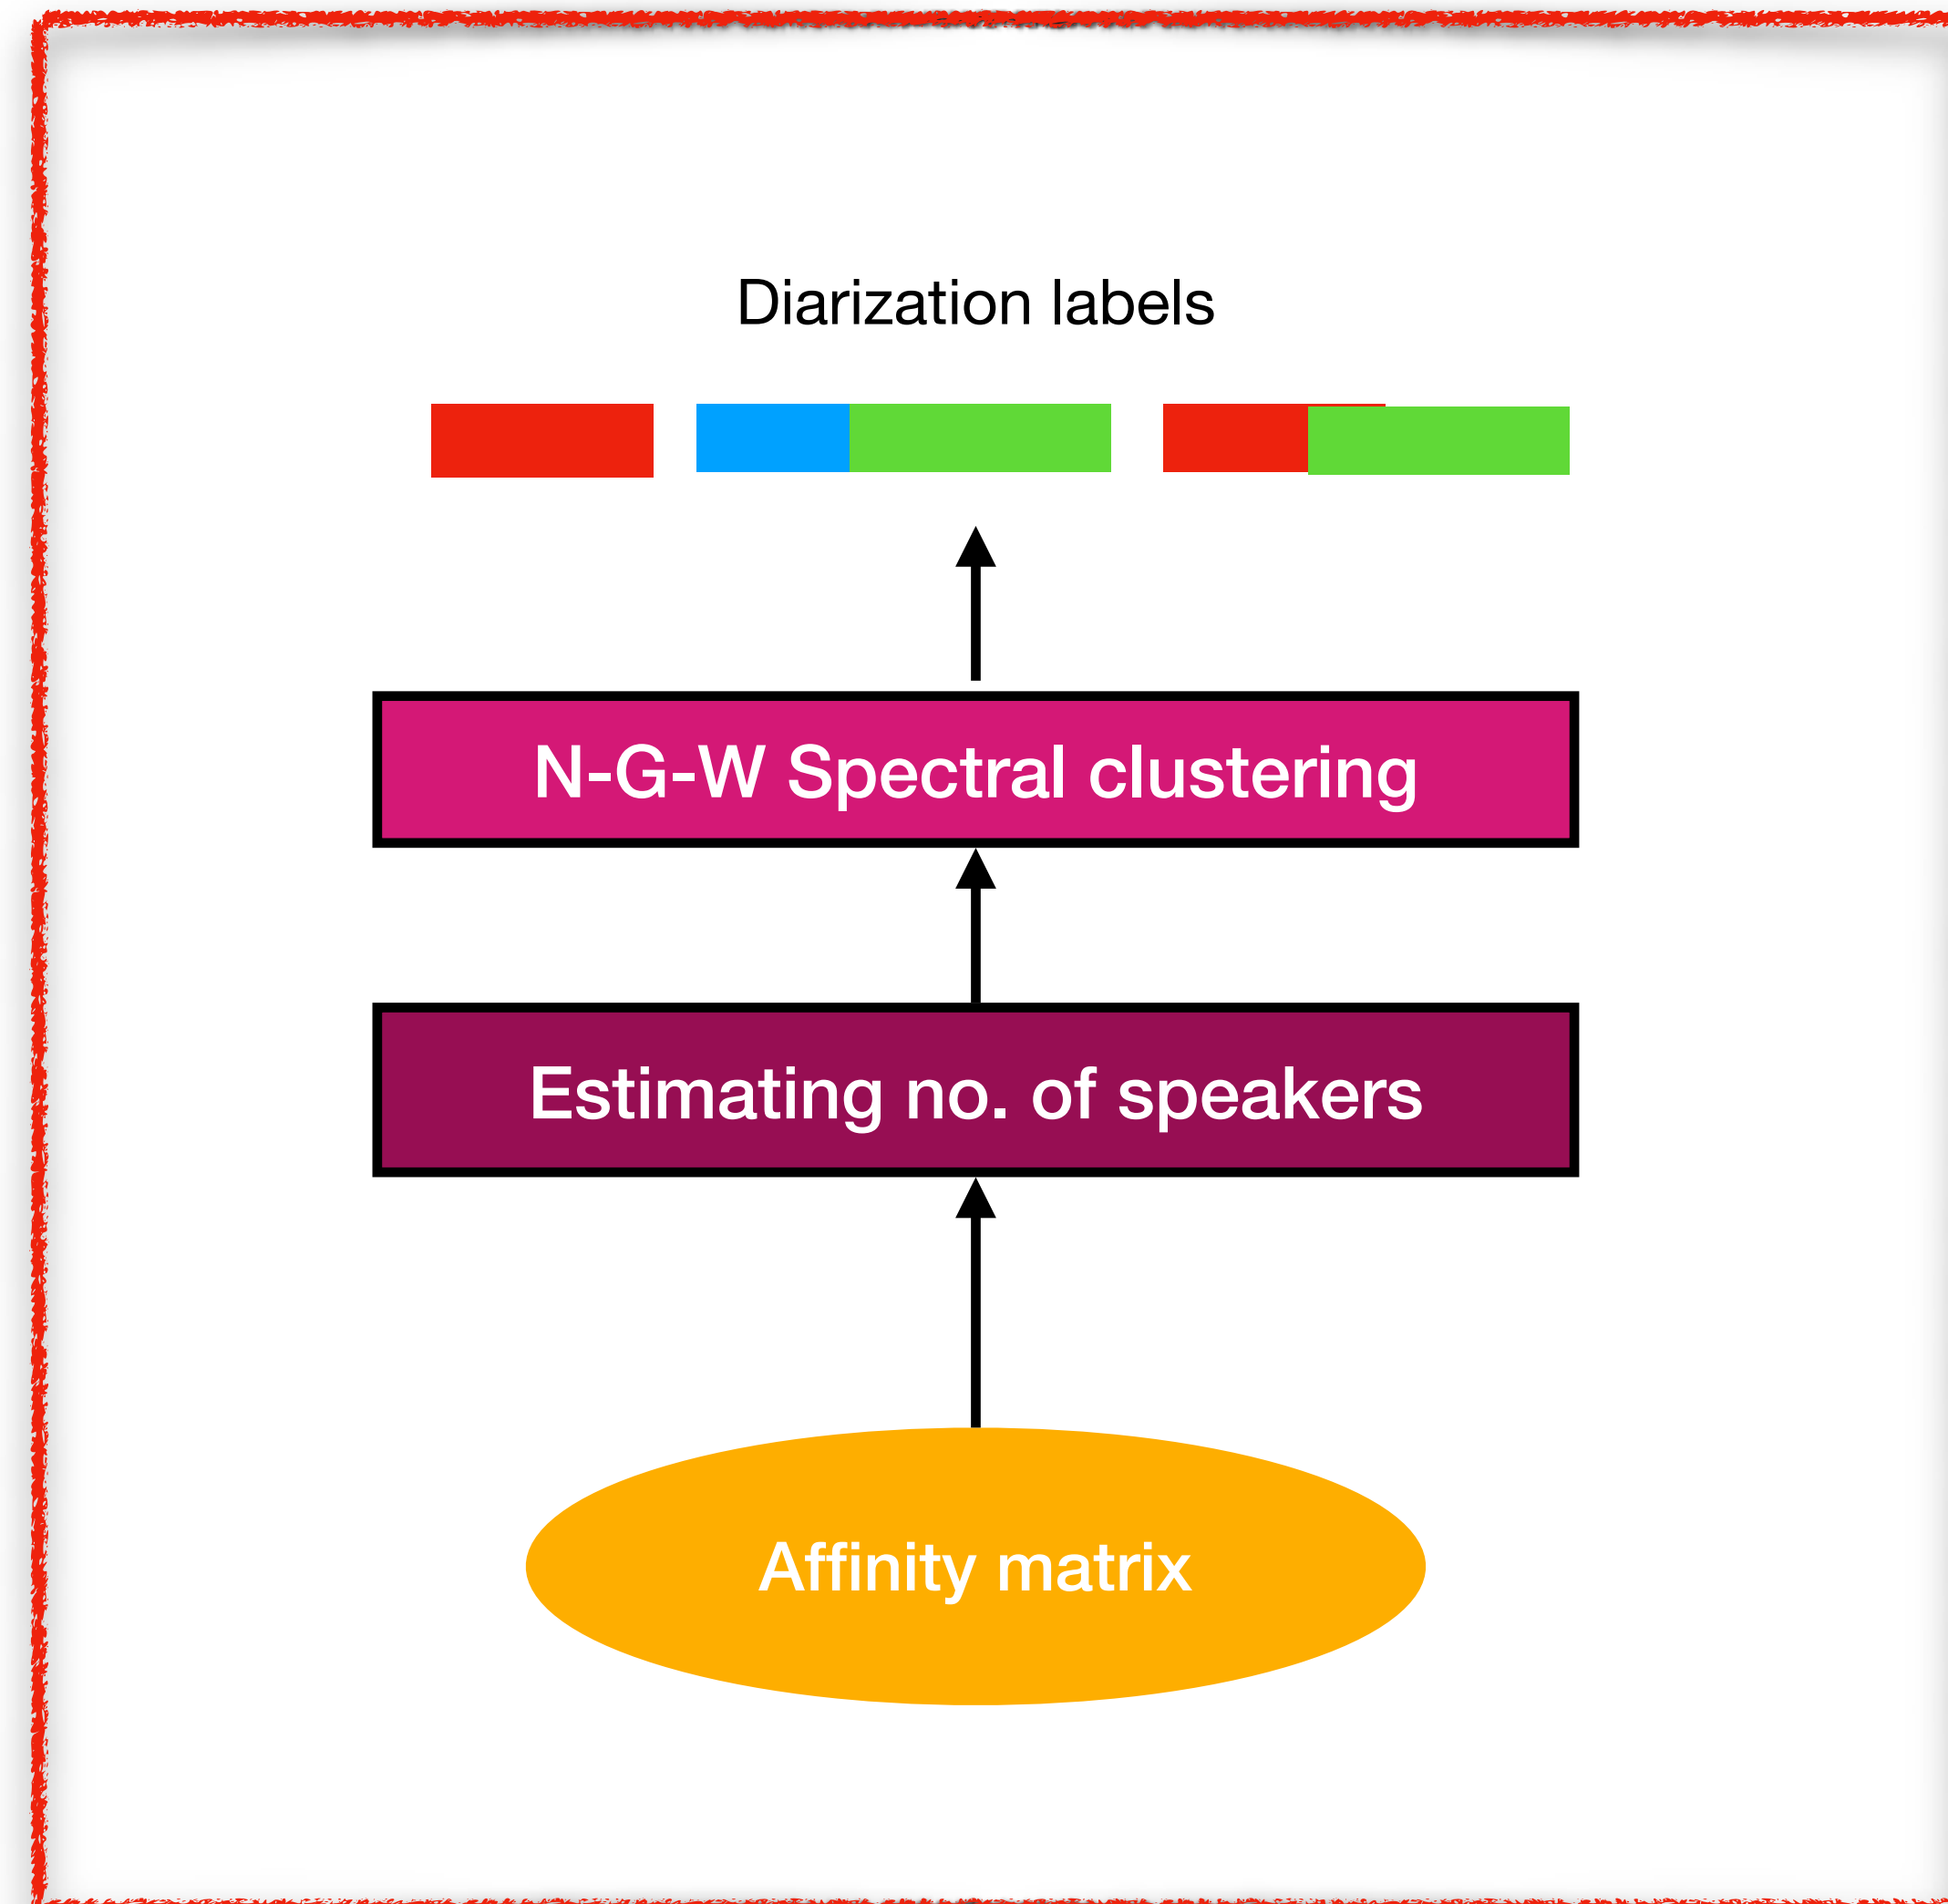 Diarization labels
N-G-W Spectral clustering
Estimating no. of speakers
Affinity matrix